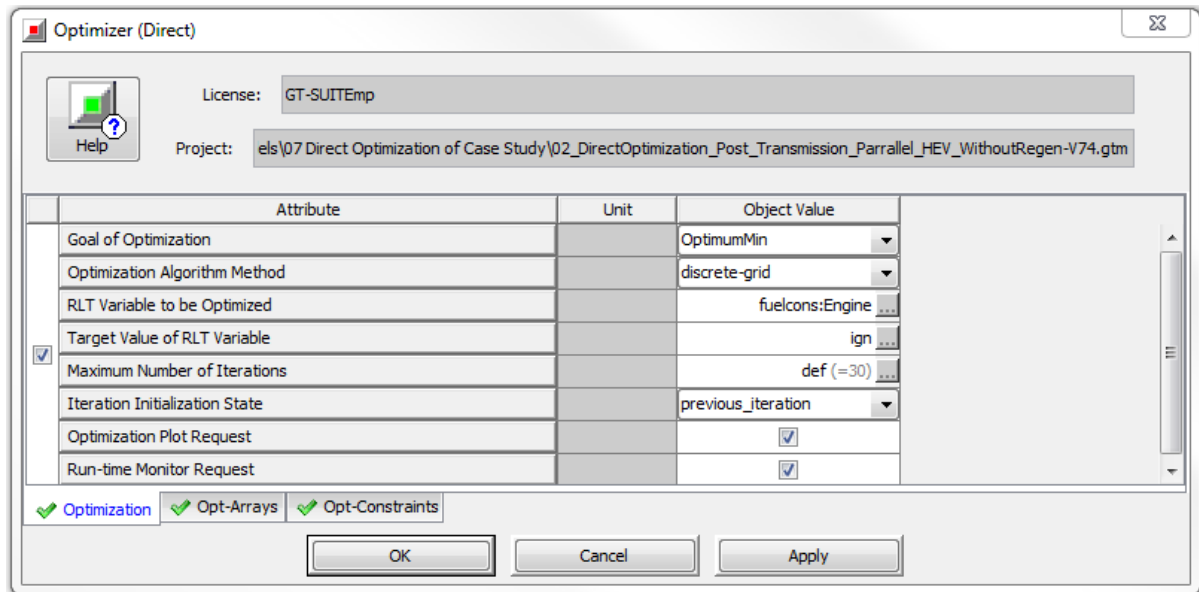 Optimizer (Direct)
License: GT-SUITEmp
Help
Project: els\07 Direct Optimization of Case Study\02_DirectOptimization_Post_Transmission_Parrallel_HEV_WithoutRegen-V74.gtm
Attribute Unit Object Value
Goal of Optimization OptimumMin
Optimization Algorithm Method discrete-grid
RLT Variable to be Optimized fuelcons:Engine ...
Target Value of RLT Variable ign ...
Maximum Number of Iterations def (=30) ...
Iteration Initialization State previous_iteration
Optimization Plot Request
Run-time Monitor Request
Optimization Opt-Arrays Opt-Constraints
OK Cancel Apply